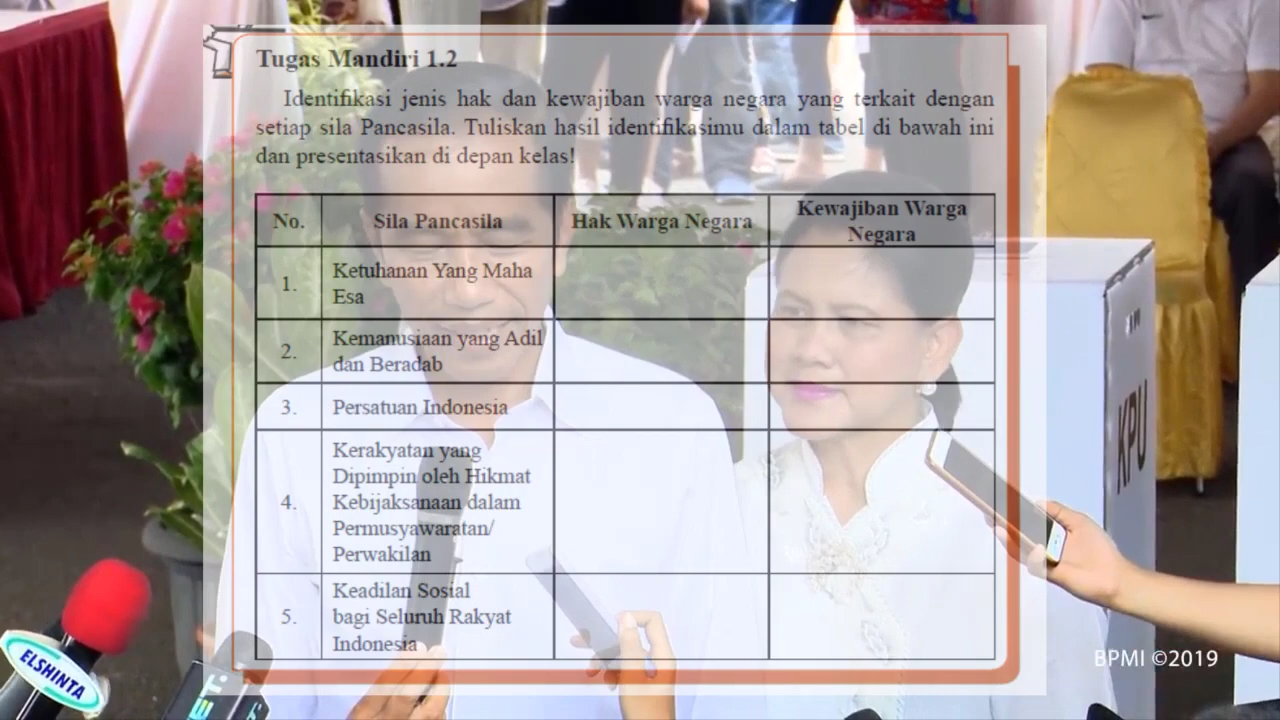 Tugas Mandiri 1.2
Identifikasi jenis hak dan kewajiban warga negara yang terkait dengan
setiap sila Pancasila. Tuliskan hasil identifikasimu dalam tabel di bawah ini
dan presentasikan di depan kelas!
No.
Sila Pancasila
Hak Warga Negara
Kewajiban Warga
Negara
1.
Ketuhanan Yang Maha
Esa
2.
Kemanusiaan yang Adil
dan Beradab
3.
Persatuan Indonesia
4.
Kerakyatan yang
Dipimpin oleh Hikmat
Kebijaksanaan dalam
Permusyawaratan/
Perwakilan
5.
Keadilan Sosial
bagi Seluruh Rakyat
Indonesia
KPU
ELSHINTA
BPMI ©2019